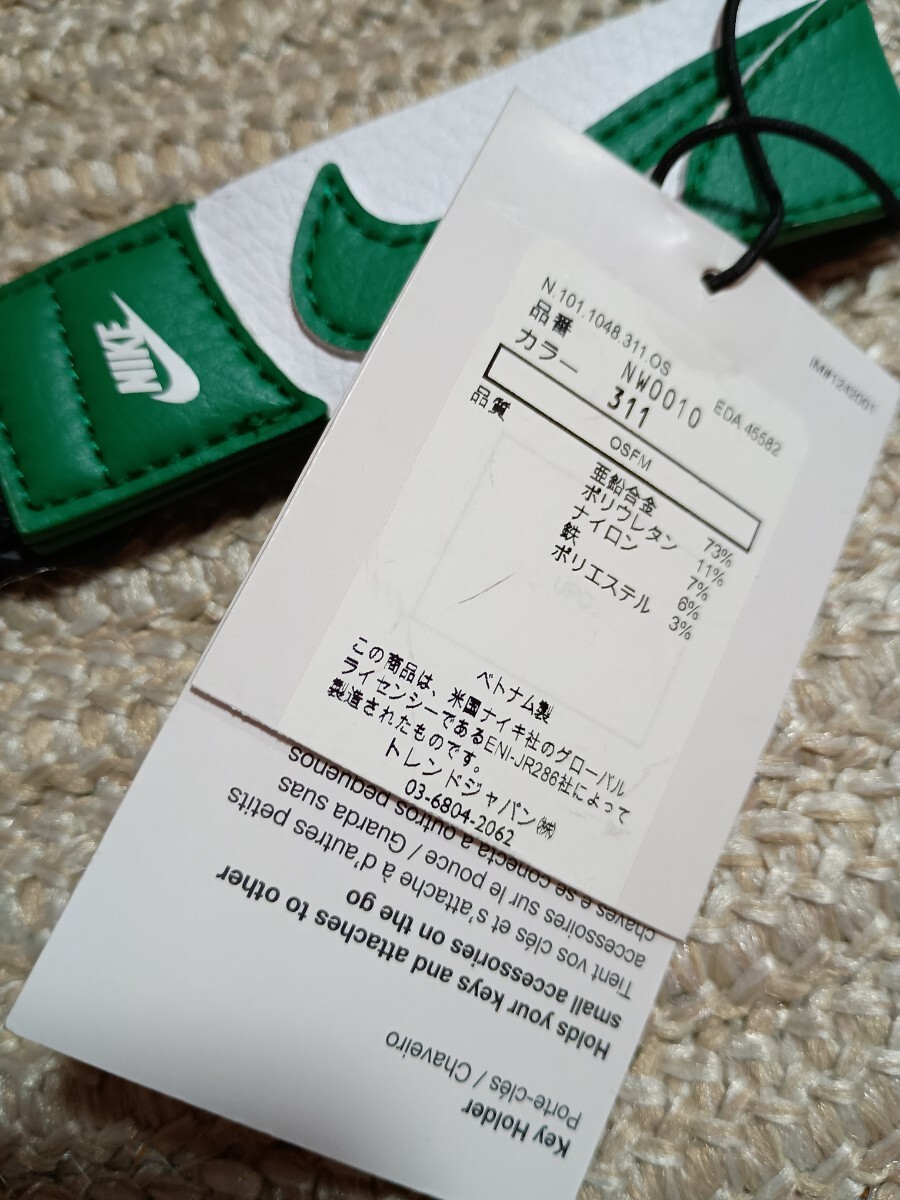 NIKE
N.101.1048.311.OS
品番 NW0010 EDA 45582
カラー 311
OSFM
品質
亜鉛合金 73%
ポリウレタン 11%
ナイロン 7%
鉄 6%
ポリエステル 3%
UPC
ベトナム製
この商品は、米国ナイキ社のグローバル
ライセンシーであるENI-JR286社によって
製造されたものです。
トレンドジャパン㈱
03-6804-2062
IM#1242001
Key Holder
Porte-clés / Chaveiro
Holds your keys and attaches to other
small accessories on the go
Tient vos clés et s'attache à d'autres petits
accessoires sur le pouce / Guarda suas
chaves e se conecta a outros pequenos